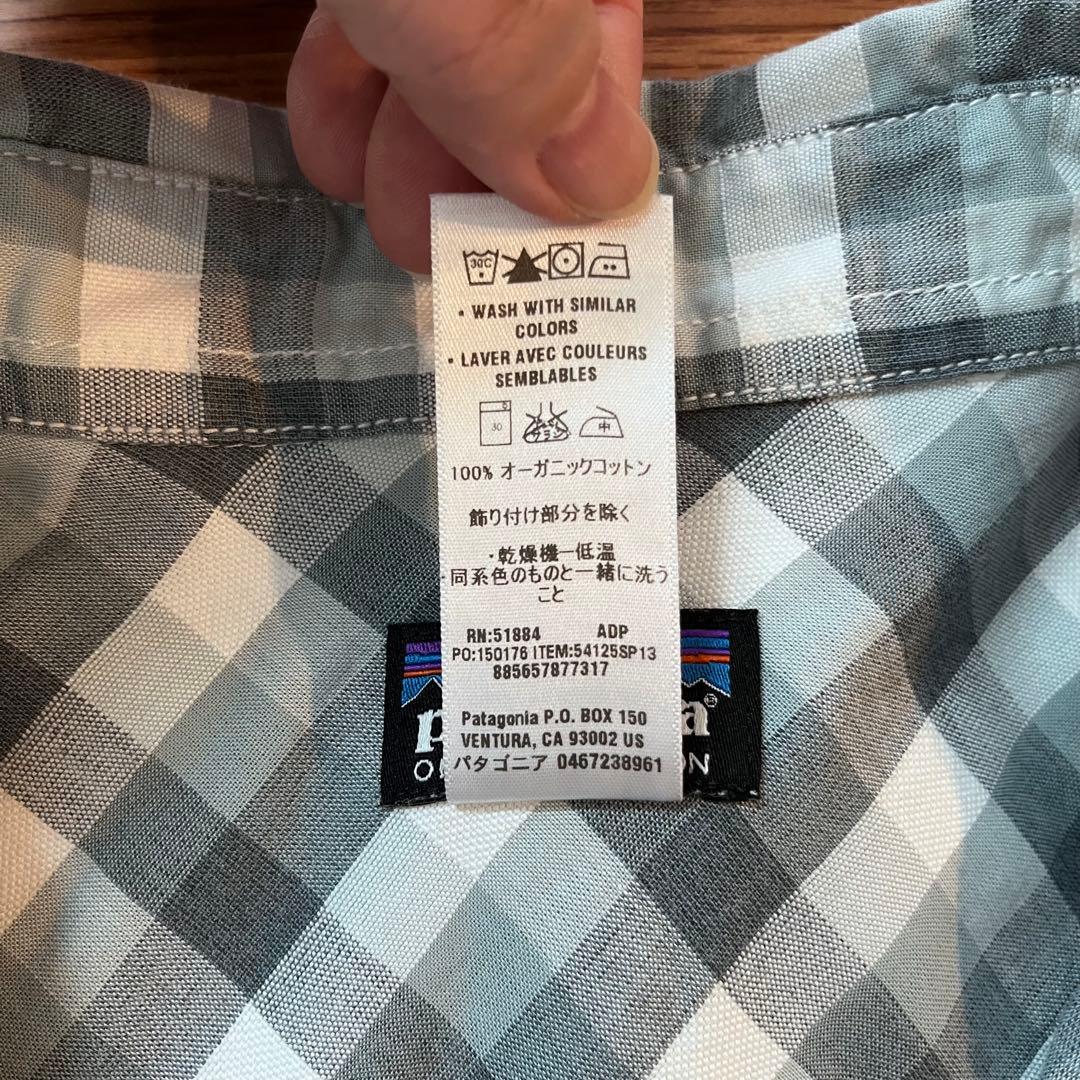 30C
• WASH WITH SIMILAR
COLORS
• LAVER AVEC COULEURS
SEMBLABLES
30 中
100% オーガニックコットン
飾り付け部分を除く
・乾燥機ー低温
・同系色のものと一緒に洗う
こと
RN:51884 ADP
PO:150176 ITEM:54125SP13
885657877317
Patagonia P.O. BOX 150
VENTURA, CA 93002 US
パタゴニア 0467238961